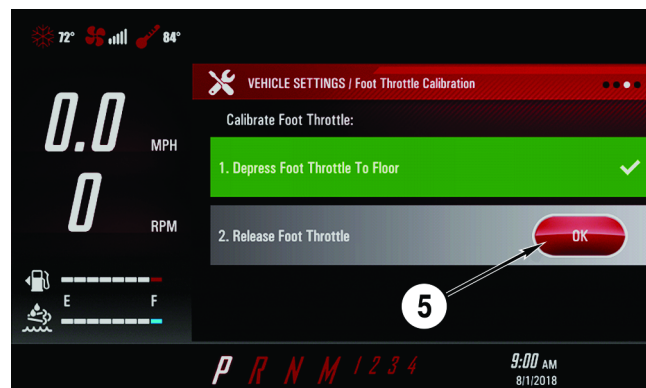 72° 84°
VEHICLE SETTINGS / Foot Throttle Calibration
0.0 MPH
Calibrate Foot Throttle:
1. Depress Foot Throttle To Floor
0 RPM
2. Release Foot Throttle OK
5
E F
P R N M 1 2 3 4
9:00 AM
8/1/2018